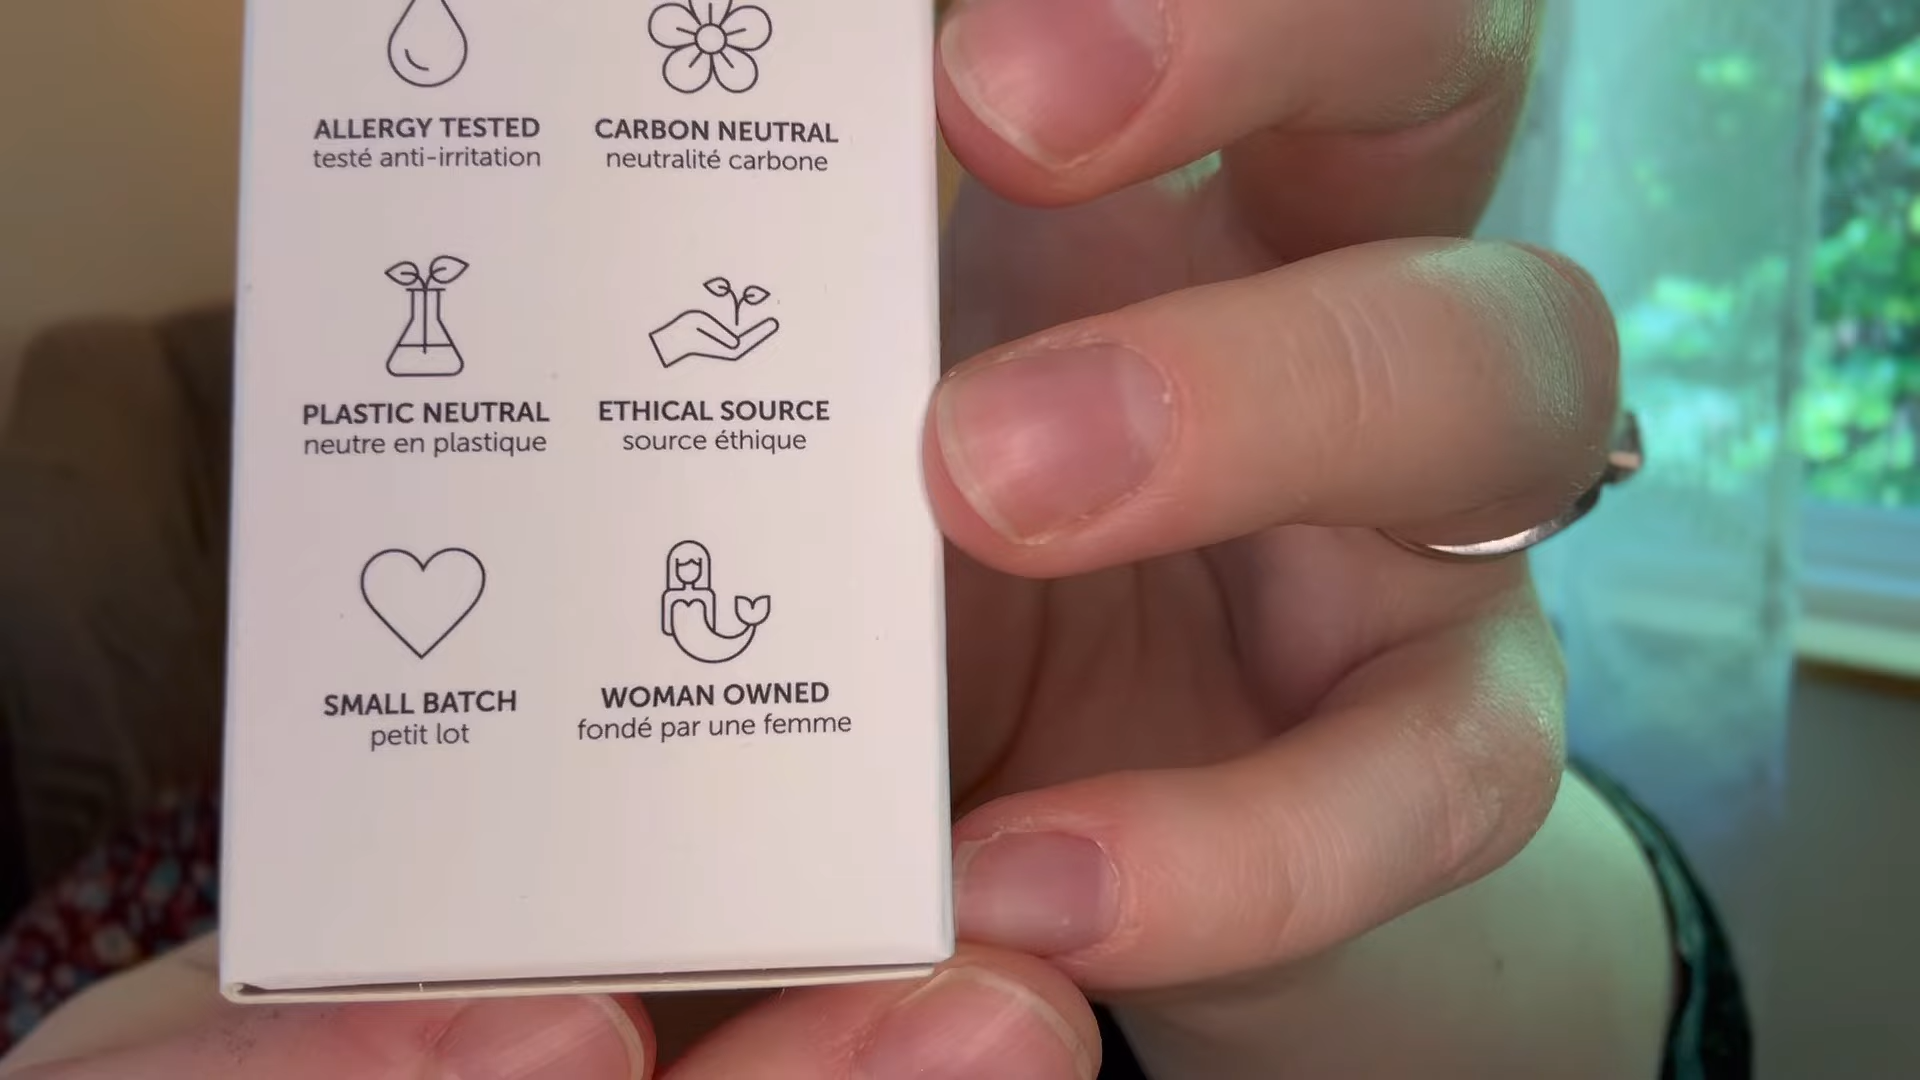 ALLERGY TESTED
testé anti-irritation
CARBON NEUTRAL
neutralité carbone
PLASTIC NEUTRAL
neutre en plastique
ETHICAL SOURCE
source éthique
SMALL BATCH
petit lot
WOMAN OWNED
fondé par une femme